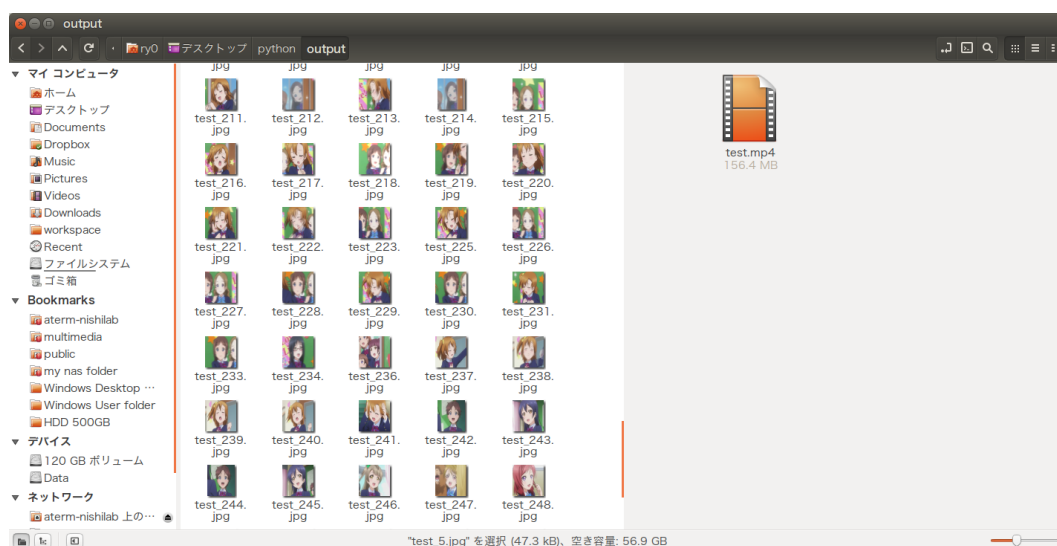 output
ry0 デスクトップ python output
マイ コンピュータ
ホーム
デスクトップ
Documents
Dropbox
Music
Pictures
Videos
Downloads
workspace
Recent
ファイルシステム
ゴミ箱
Bookmarks
aterm-nishilab
multimedia
public
my nas folder
Windows Desktop ⋯
Windows User folder
HDD 500GB
デバイス
120 GB ボリューム
Data
ネットワーク
aterm-nishilab 上の⋯
jpg jpg jpg jpg jpg
test_211. test_212. test_213. test_214. test_215.
jpg jpg jpg jpg jpg
test_216. test_217. test_218. test_219. test_220.
jpg jpg jpg jpg jpg
test_221. test_222. test_223. test_225. test_226.
jpg jpg jpg jpg jpg
test_227. test_228. test_229. test_230. test_231.
jpg jpg jpg jpg jpg
test_233. test_234. test_236. test_237. test_238.
jpg jpg jpg jpg jpg
test_239. test_240. test_241. test_242. test_243.
jpg jpg jpg jpg jpg
test_244. test_245. test_246. test_247. test_248.
jpg jpg jpg jpg jpg
test.mp4
156.4 MB
"test_5.jpg" を選択 (47.3 kB)、空き容量: 56.9 GB